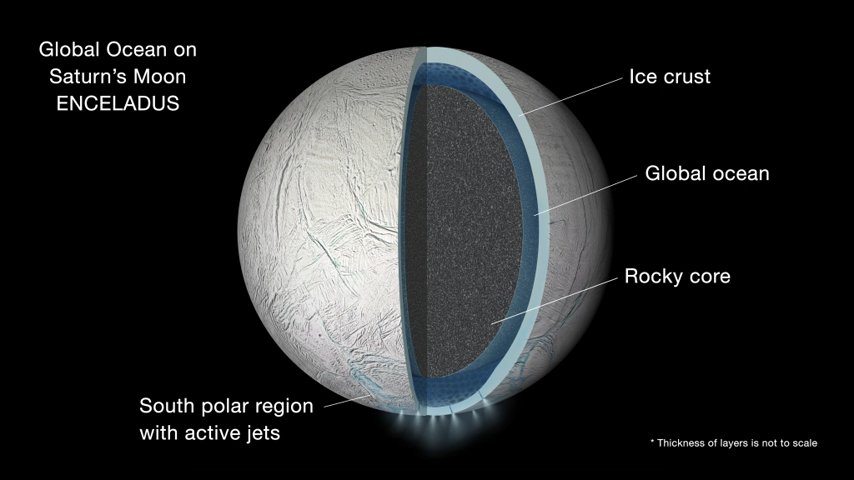 Global Ocean on
Saturn's Moon
ENCELADUS
Ice crust
Global ocean
Rocky core
South polar region
with active jets
* Thickness of layers is not to scale